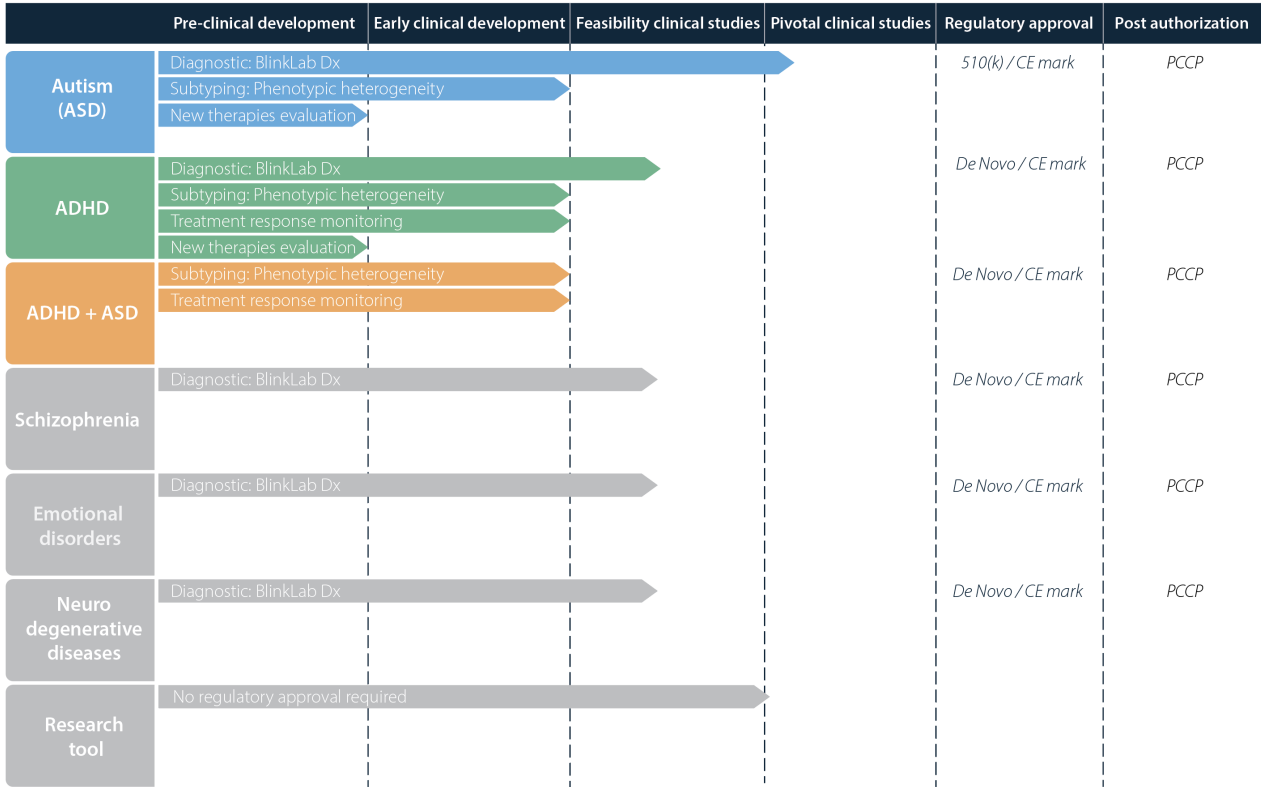 Pre-clinical development
Early clinical development
Feasibility clinical studies
Pivotal clinical studies
Regulatory approval
Post authorization
Autism
(ASD)
Diagnostic: BlinkLab Dx
510(k) / CE mark
PCCP
Subtyping: Phenotypic heterogeneity
New therapies evaluation
ADHD
Diagnostic: BlinkLab Dx
De Novo / CE mark
PCCP
Subtyping: Phenotypic heterogeneity
Treatment response monitoring
New therapies evaluation
ADHD + ASD
Subtyping: Phenotypic heterogeneity
De Novo / CE mark
PCCP
Treatment response monitoring
Schizophrenia
Diagnostic: BlinkLab Dx
De Novo / CE mark
PCCP
Emotional
disorders
Diagnostic: BlinkLab Dx
De Novo / CE mark
PCCP
Neuro
degenerative
diseases
Diagnostic: BlinkLab Dx
De Novo / CE mark
PCCP
Research
tool
No regulatory approval required